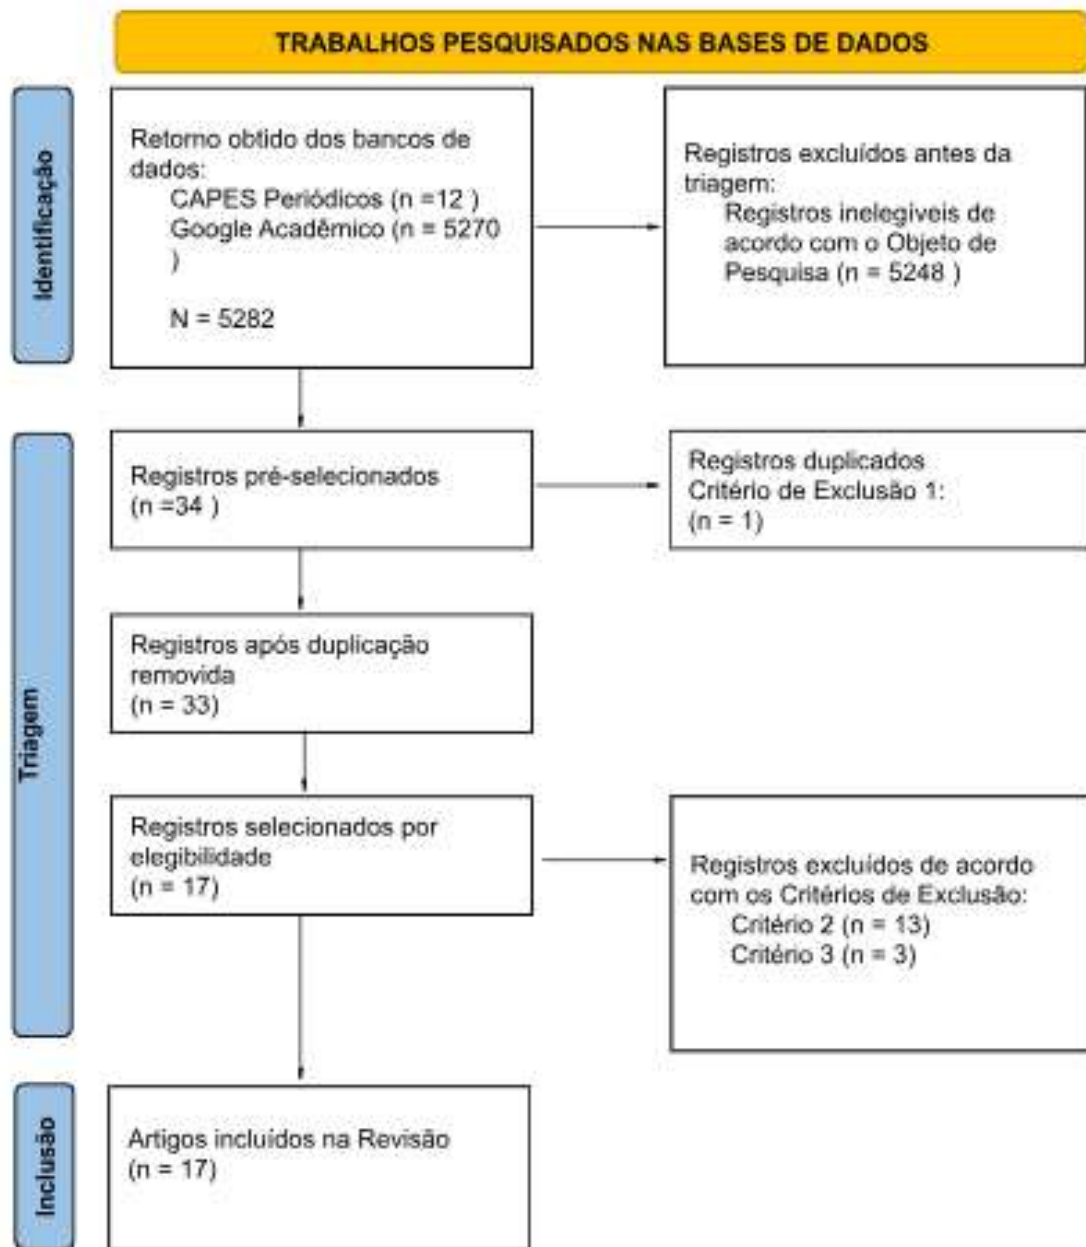 TRABALHOS PESQUISADOS NAS BASES DE DADOS
Identificação
Retorno obtido dos bancos de
dados:
CAPES Periódicos (n =12 )
Google Acadêmico (n = 5270
)
N = 5282
Registros excluídos antes da
triagem:
Registros inelegíveis de
acordo com o Objeto de
Pesquisa (n = 5248 )
Triagem
Registros pré-selecionados
(n =34 )
Registros duplicados
Critério de Exclusão 1:
(n = 1)
Registros após duplicação
removida
(n = 33)
Registros selecionados por
elegibilidade
(n = 17)
Registros excluídos de acordo
com os Critérios de Exclusão:
Critério 2 (n = 13)
Critério 3 (n = 3)
Inclusão
Artigos incluídos na Revisão
(n = 17)